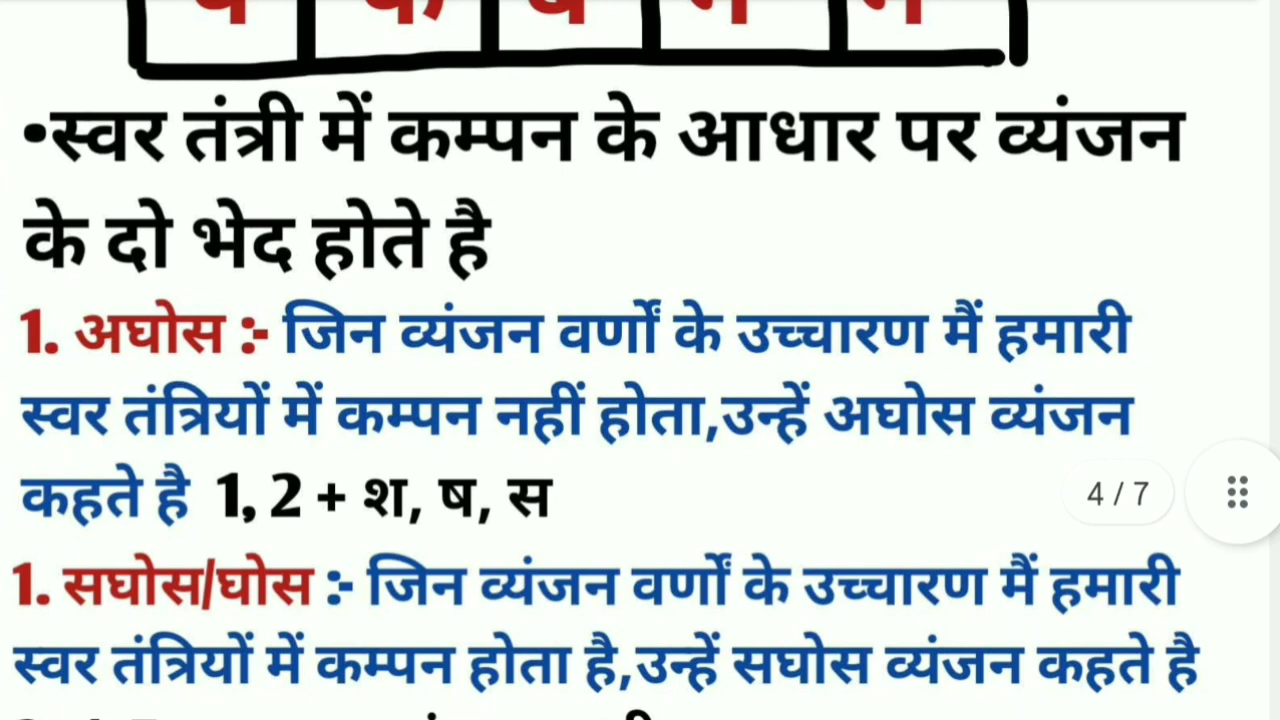 •स्वर तंत्री में कम्पन के आधार पर व्यंजन
के दो भेद होते है
1. अघोस :- जिन व्यंजन वर्णों के उच्चारण मैं हमारी
स्वर तंत्रियों में कम्पन नहीं होता,उन्हें अघोस व्यंजन
कहते है 1, 2 + श, ष, स
4 / 7
1. सघोस/घोस :- जिन व्यंजन वर्णों के उच्चारण मैं हमारी
स्वर तंत्रियों में कम्पन होता है,उन्हें सघोस व्यंजन कहते है